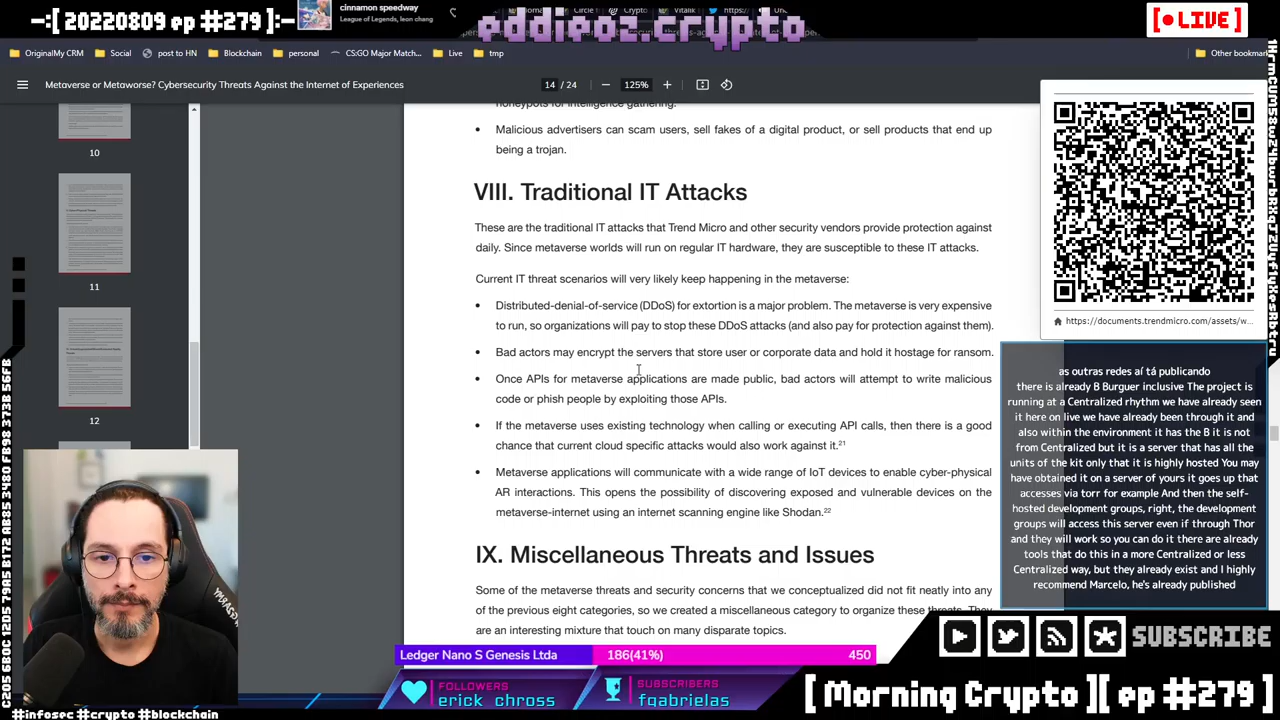 -:[ 20220809 ep #279 ]:-
cinnamon speedway
League of Legends, leon chang
eddieoz.crypto
[● LIVE]
OriginalMy CRM
Social
post to HN
Blockchain
personal
CS:GO Major Match...
Live
tmp
Other bookmar
Metaverse or Metaworse? Cybersecurity Threats Against the Internet of Experiences
14 / 24
125%
10
11
12
honeypots for intelligence gathering.
• Malicious advertisers can scam users, sell fakes of a digital product, or sell products that end up
being a trojan.
VIII. Traditional IT Attacks
These are the traditional IT attacks that Trend Micro and other security vendors provide protection against
daily. Since metaverse worlds will run on regular IT hardware, they are susceptible to these IT attacks.
Current IT threat scenarios will very likely keep happening in the metaverse:
• Distributed-denial-of-service (DDoS) for extortion is a major problem. The metaverse is very expensive
to run, so organizations will pay to stop these DDoS attacks (and also pay for protection against them).
• Bad actors may encrypt the servers that store user or corporate data and hold it hostage for ransom.
• Once APIs for metaverse applications are made public, bad actors will attempt to write malicious
code or phish people by exploiting those APIs.
• If the metaverse uses existing technology when calling or executing API calls, then there is a good
chance that current cloud specific attacks would also work against it.²¹
• Metaverse applications will communicate with a wide range of IoT devices to enable cyber-physical
AR interactions. This opens the possibility of discovering exposed and vulnerable devices on the
metaverse-internet using an internet scanning engine like Shodan.²²
IX. Miscellaneous Threats and Issues
Some of the metaverse threats and security concerns that we conceptualized did not fit neatly into any
of the previous eight categories, so we created a miscellaneous category to organize these threats. They
are an interesting mixture that touch on many disparate topics.
https://documents.trendmicro.com/assets/w...
as outras redes aí tá publicando
there is already B Burguer inclusive The project is
running at a Centralized rhythm we have already seen
it here on live we have already been through it and
also within the environment it has the B it is not
from Centralized but it is a server that has all the
units of the kit only that it is highly hosted You may
have obtained it on a server of yours it goes up that
accesses via torr for example And then the self-
hosted development groups, right, the development
groups will access this server even if through Thor
and they will work so you can do it there are already
tools that do this in a more Centralized or less
Centralized way, but they already exist and I highly
recommend Marcelo, he's already published
Ledger Nano S Genesis Ltda
186(41%)
450
FOLLOWERS
erick_chross
SUBSCRIBERS
fgabrielas
SUBSCRIBE
[ Morning Crypto ][ ep #279 ]
#infosec #crypto #blockchain